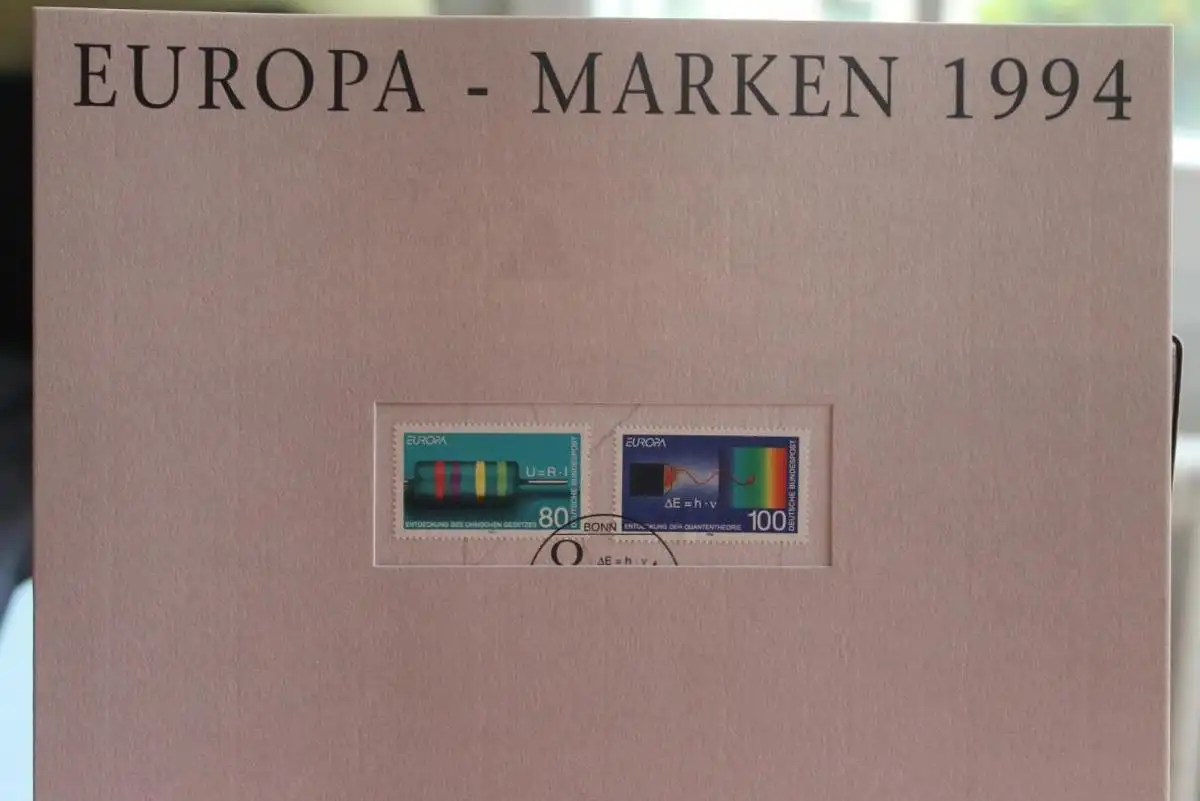 EUROPA - MARKEN 1994
EUROPA
U=R·I
DEUTSCHE BUNDESPOST
ENTDECKUNG DES OHMSCHEN GESETZES
80
EUROPA
ΔE = h · ν
DEUTSCHE BUNDESPOST
ENTDECKUNG DER QUANTENTHEORIE
100
BONN
ΔE = h · ν